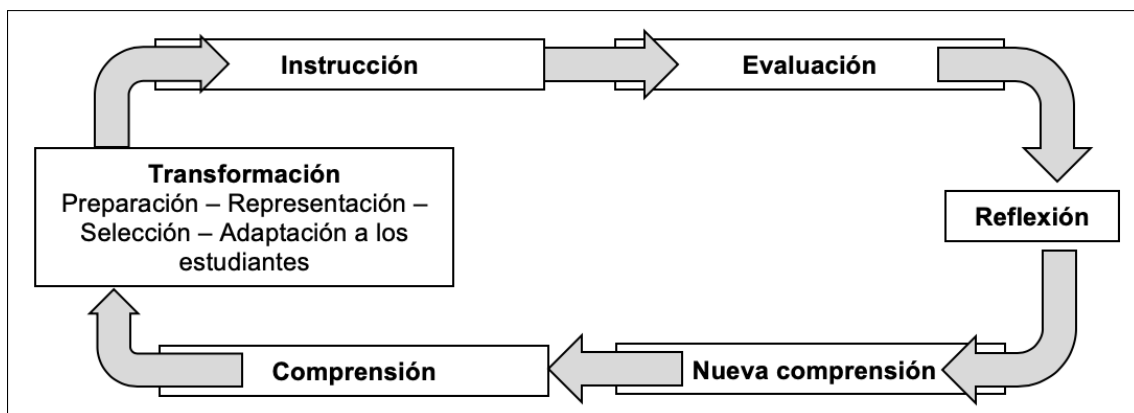 Instrucción
Evaluación
Transformación
Preparación – Representación –
Selección – Adaptación a los
estudiantes
Reflexión
Comprensión
Nueva comprensión